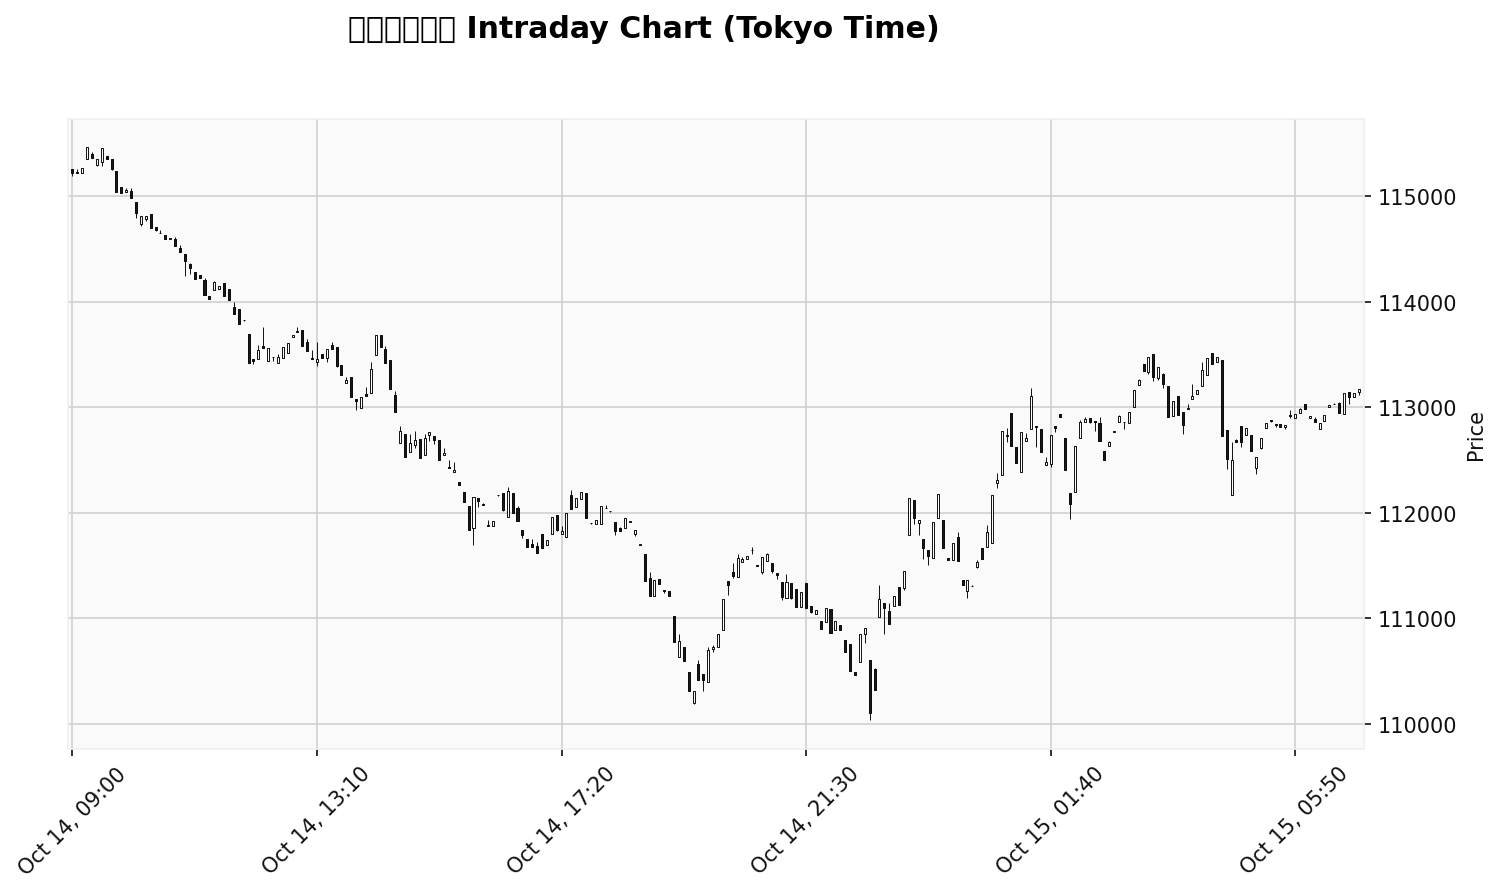 Intraday Chart (Tokyo Time)
115000
114000
113000
112000
111000
110000
Price
Oct 14, 09:00
Oct 14, 13:10
Oct 14, 17:20
Oct 14, 21:30
Oct 15, 01:40
Oct 15, 05:50